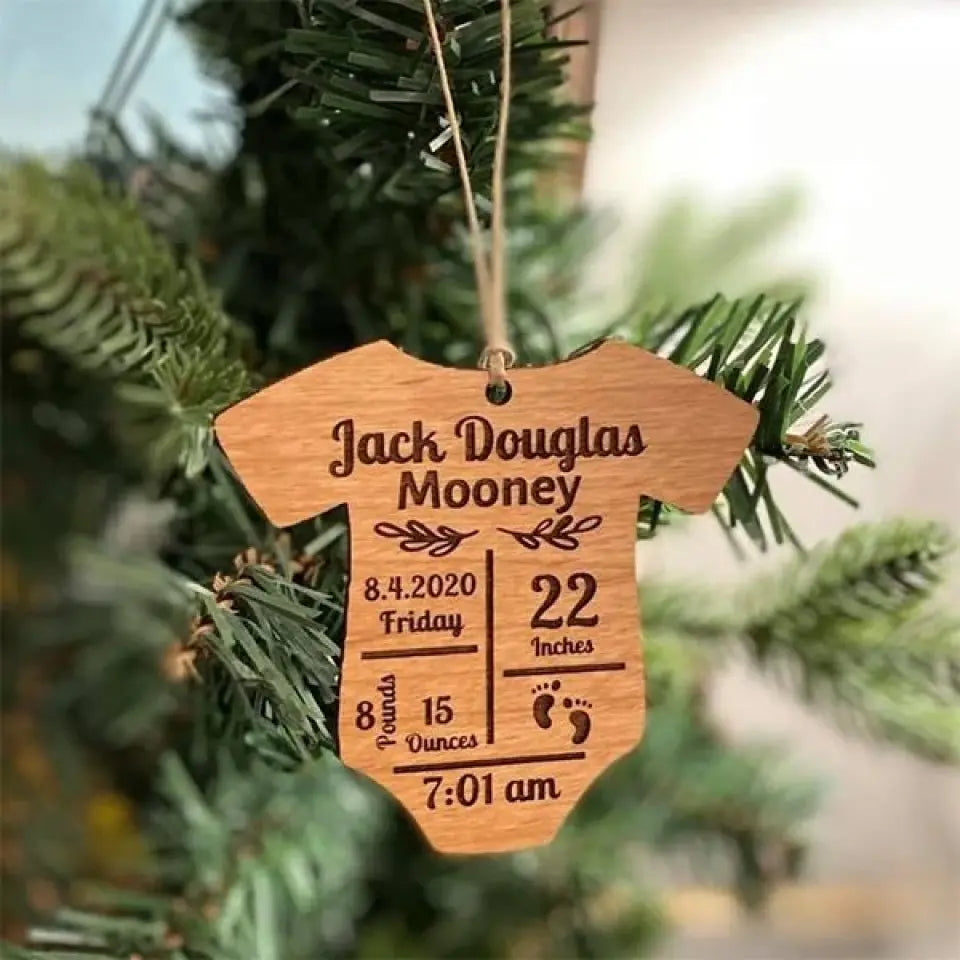 Jack Douglas
Mooney
8.4.2020
Friday
22
Inches
8 Pounds
15
Ounces
7:01 am